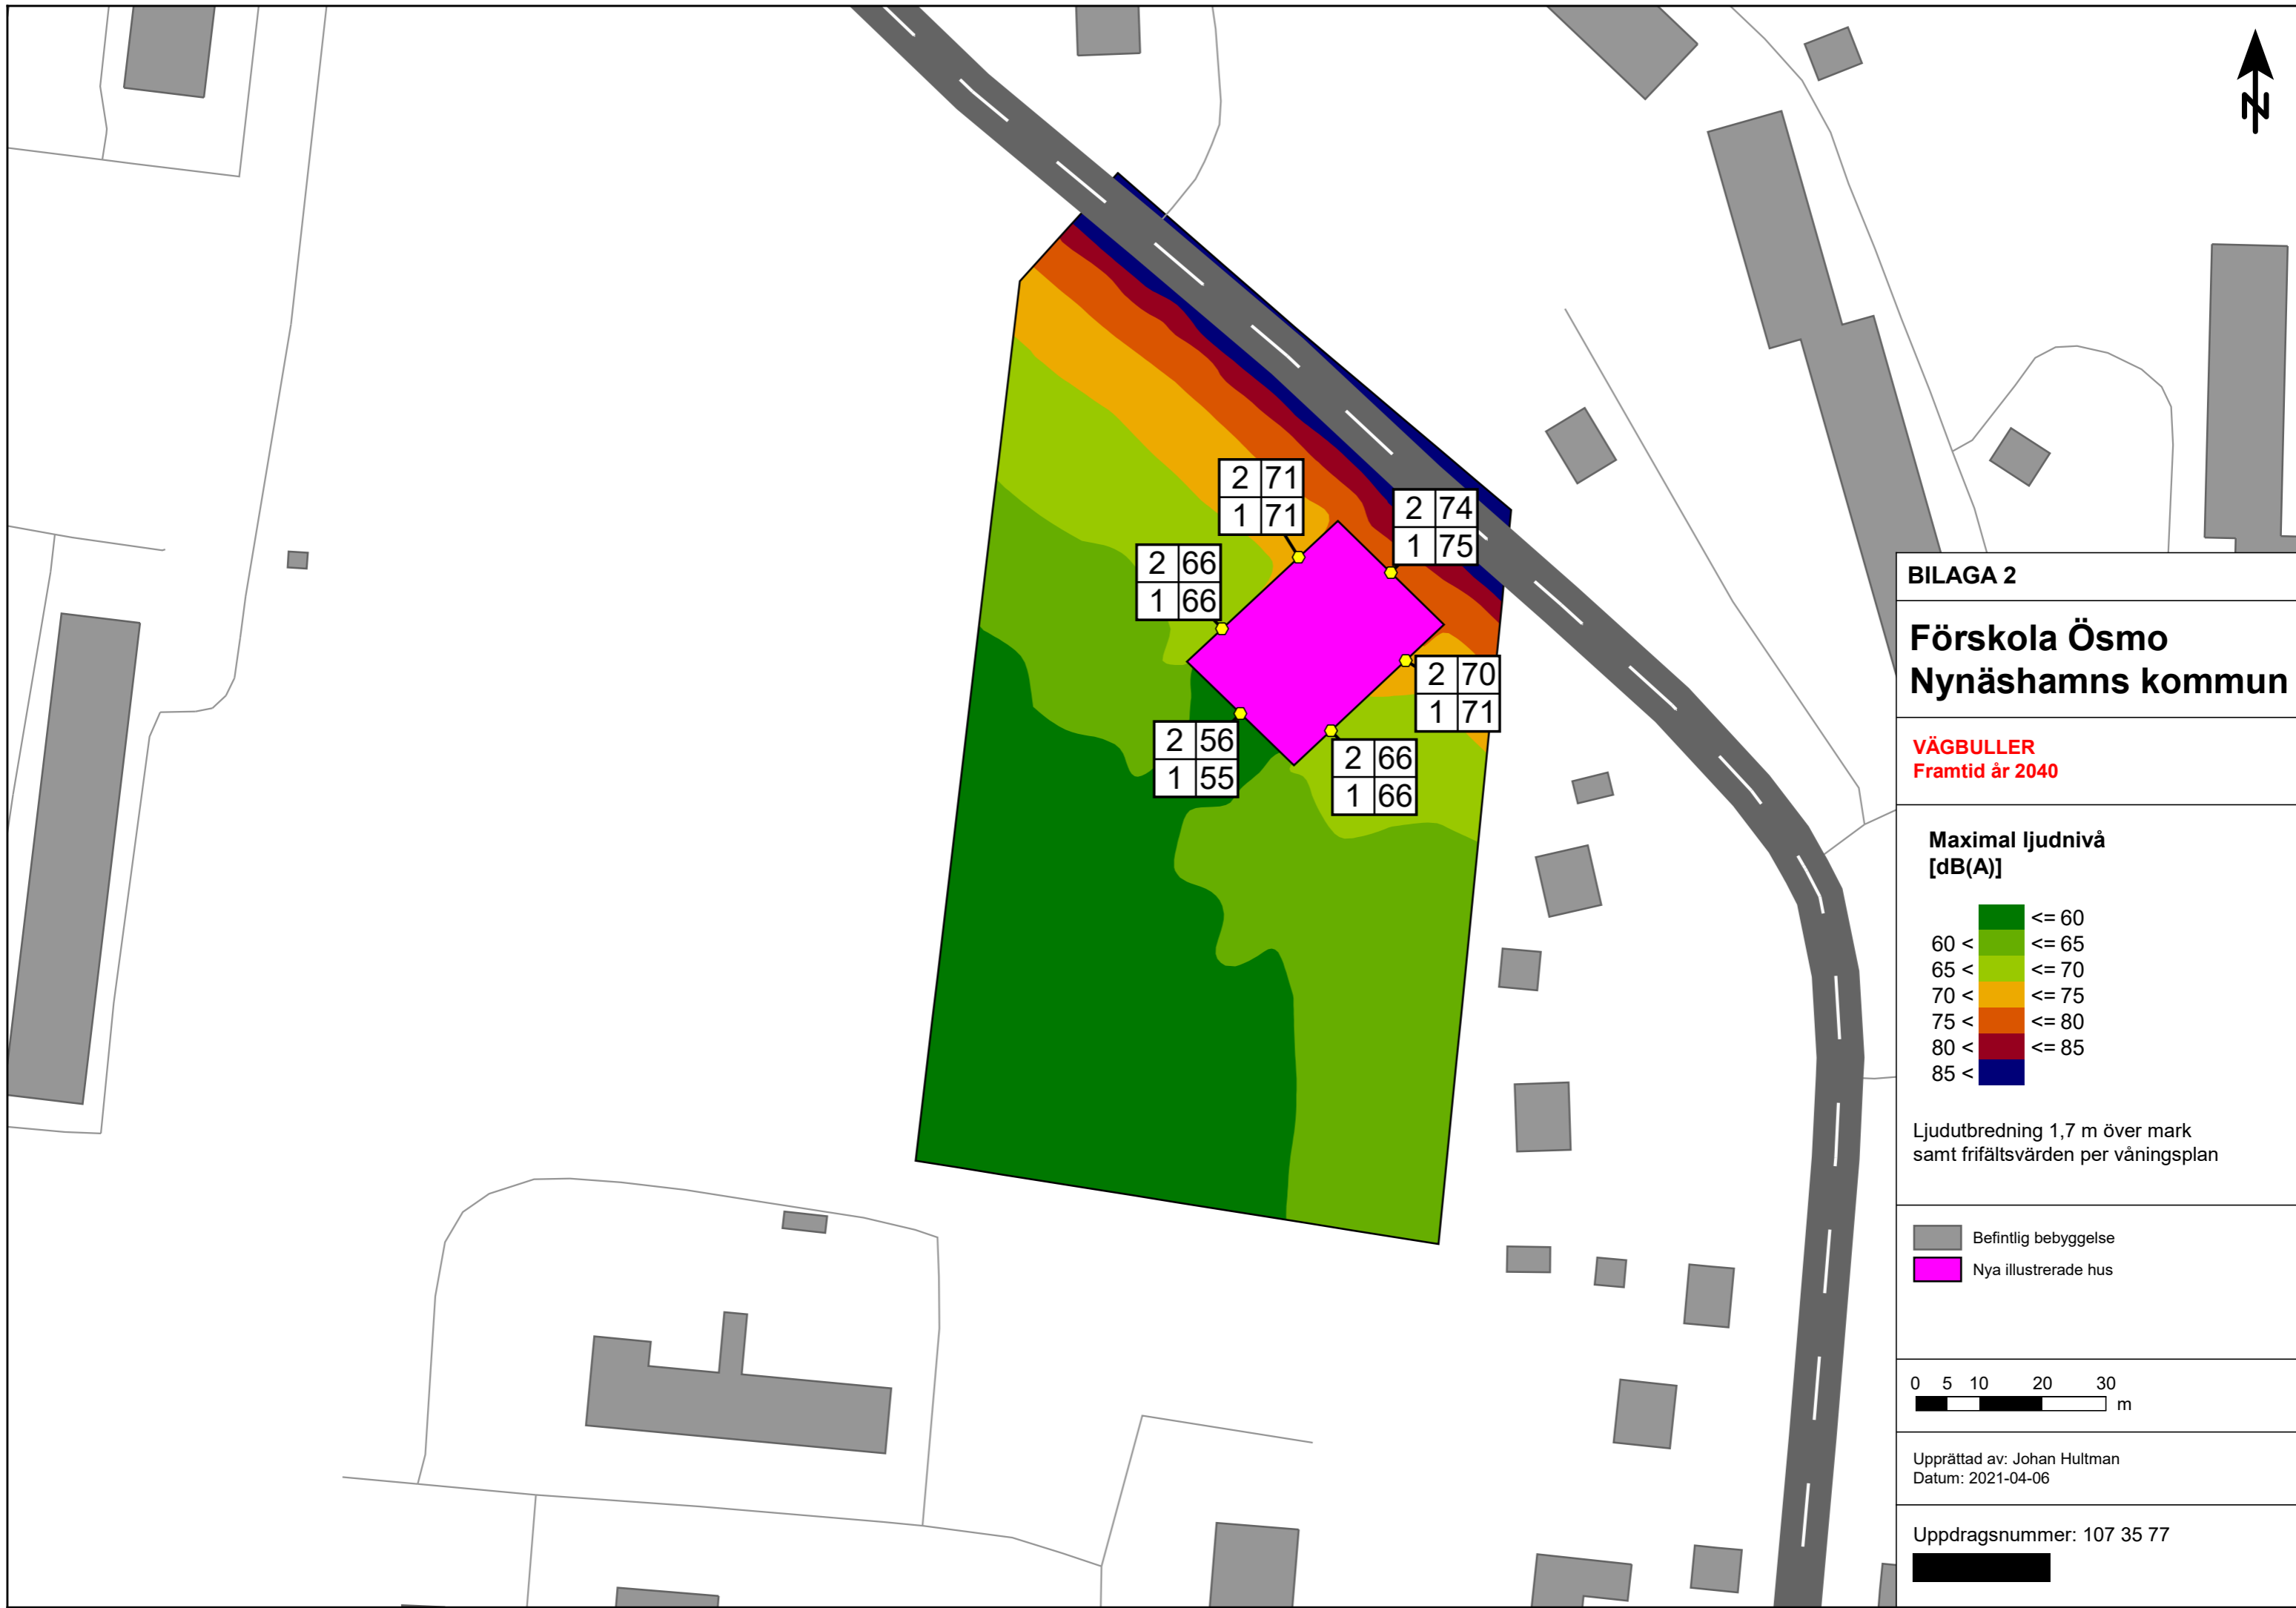 N
2 71
1 71
2 74
1 75
2 66
1 66
2 70
1 71
2 56
1 55
2 66
1 66
BILAGA 2
Förskola Ösmo
Nynäshamns kommun
VÄGBULLER
Framtid år 2040
Maximal ljudnivå
[dB(A)]
<= 60
60 < <= 65
65 < <= 70
70 < <= 75
75 < <= 80
80 < <= 85
85 <
Ljudutbredning 1,7 m över mark
samt frifältsvärden per våningsplan
Befintlig bebyggelse
Nya illustrerade hus
0 5 10 20 30
m
Upprättad av: Johan Hultman
Datum: 2021-04-06
Uppdragsnummer: 107 35 77